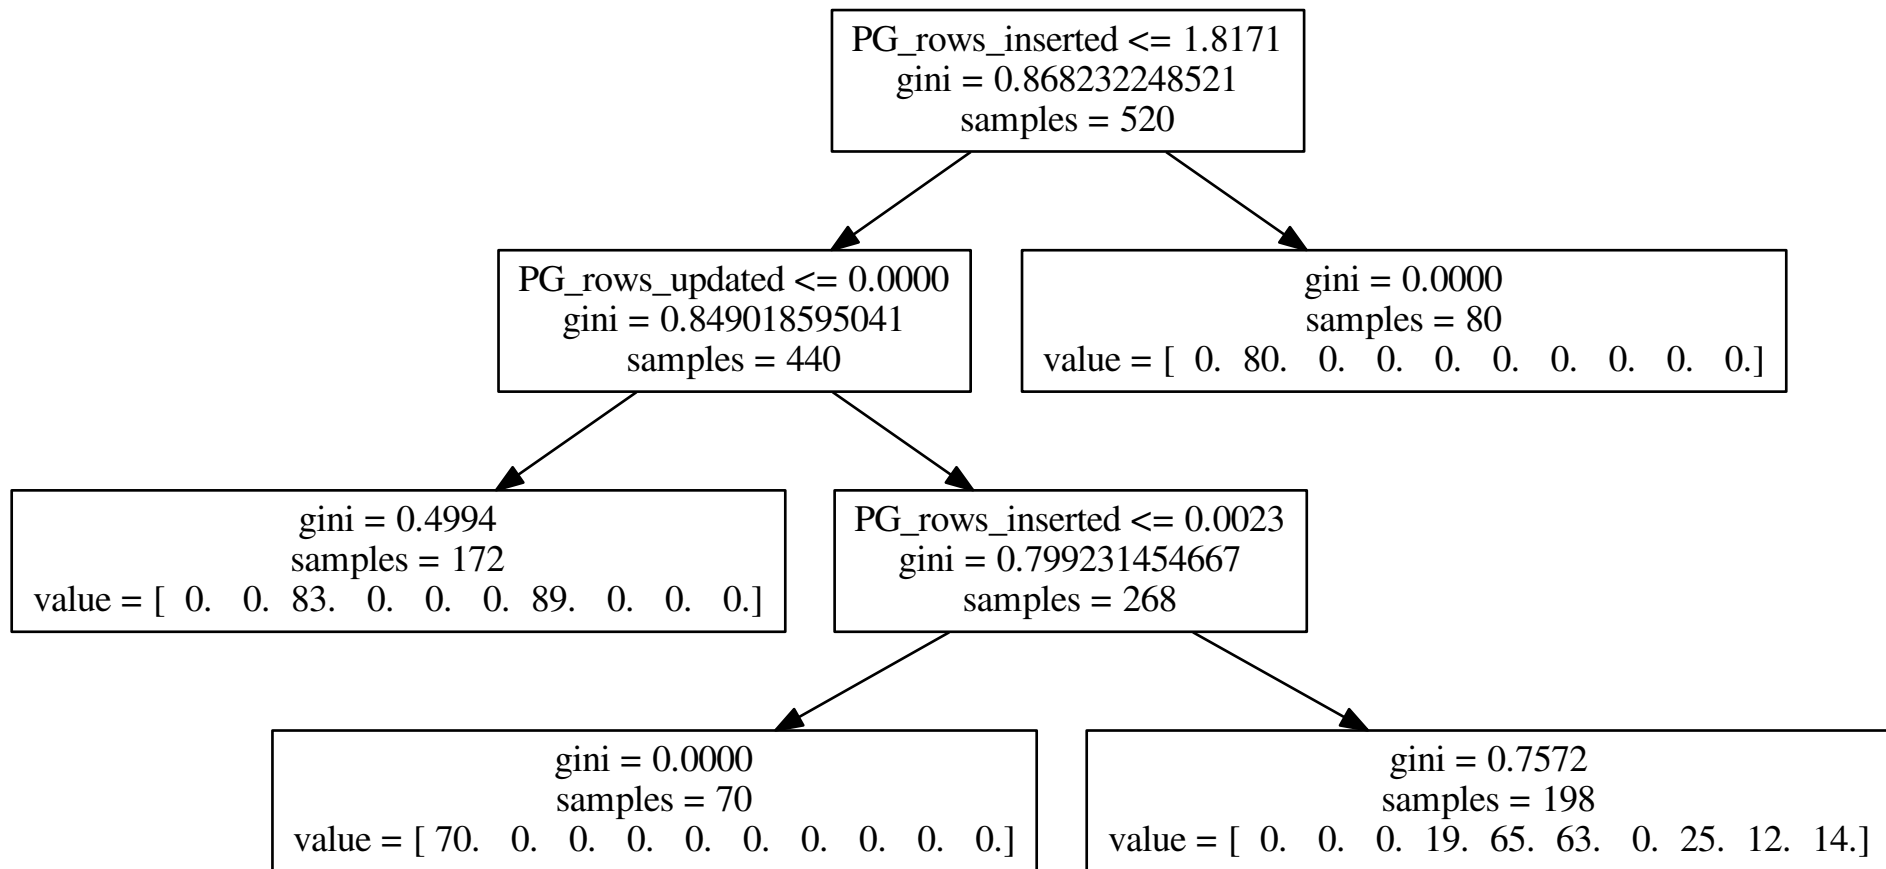 PG_rows_inserted <= 1.8171
gini = 0.868232248521
samples = 520
PG_rows_updated <= 0.0000
gini = 0.849018595041
samples = 440
gini = 0.0000
samples = 80
value = [ 0. 80. 0. 0. 0. 0. 0. 0. 0. 0.]
gini = 0.4994
samples = 172
value = [ 0. 0. 83. 0. 0. 0. 89. 0. 0. 0.]
PG_rows_inserted <= 0.0023
gini = 0.799231454667
samples = 268
gini = 0.0000
samples = 70
value = [ 70. 0. 0. 0. 0. 0. 0. 0. 0. 0.]
gini = 0.7572
samples = 198
value = [ 0. 0. 0. 19. 65. 63. 0. 25. 12. 14.]